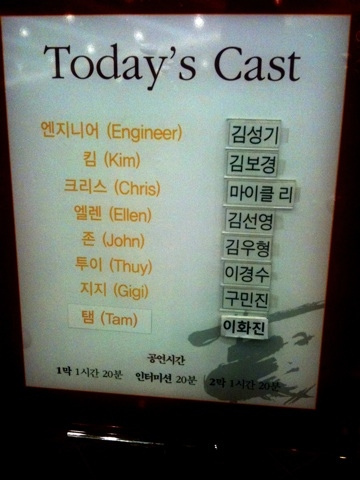 Today's Cast
엔지니어 (Engineer) 김성기
킴 (Kim) 김보경
크리스 (Chris) 마이클 리
엘렌 (Ellen) 김선영
존 (John) 김우형
투이 (Thuy) 이경수
지지 (Gigi) 구민진
탬 (Tam) 이화진
공연시간
1막 1시간 20분 인터미션 20분 2막 1시간 20분